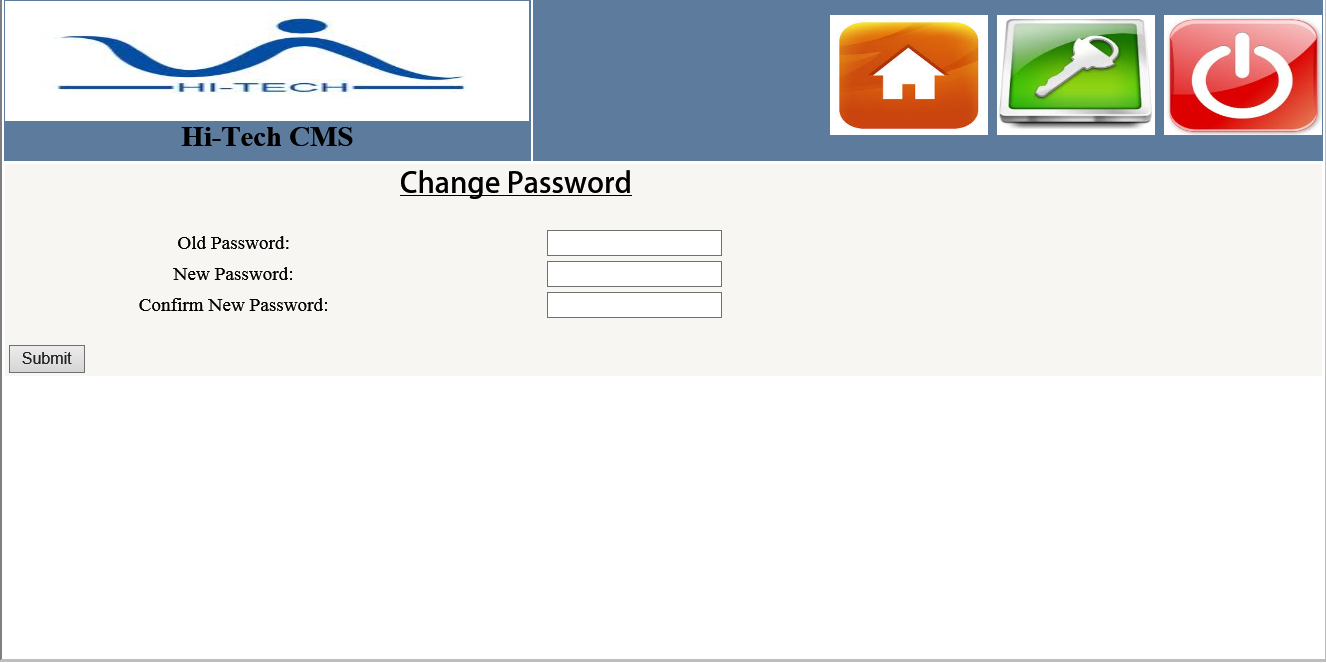 HI-TECH
Hi-Tech CMS
Change Password
Old Password:
New Password:
Confirm New Password:
Submit